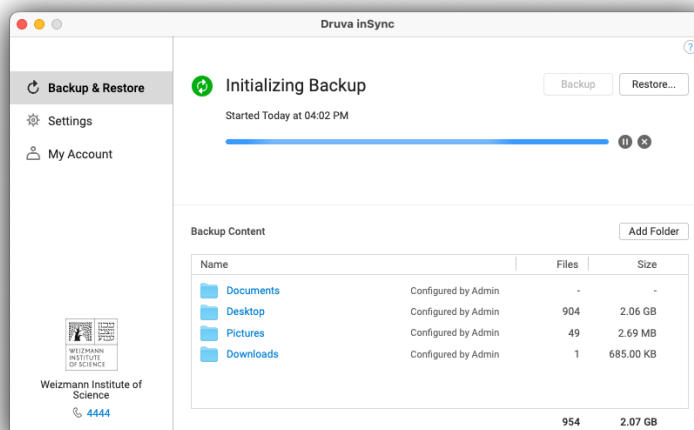 Druva inSync
?
Backup & Restore
Settings
My Account
Initializing Backup
Backup
Restore...
Started Today at 04:02 PM
Backup Content
Add Folder
Name Files Size
Documents Configured by Admin - -
Desktop Configured by Admin 904 2.06 GB
Pictures Configured by Admin 49 2.69 MB
Downloads Configured by Admin 1 685.00 KB
954 2.07 GB
WEIZMANN
INSTITUTE
OF SCIENCE
Weizmann Institute of
Science
4444